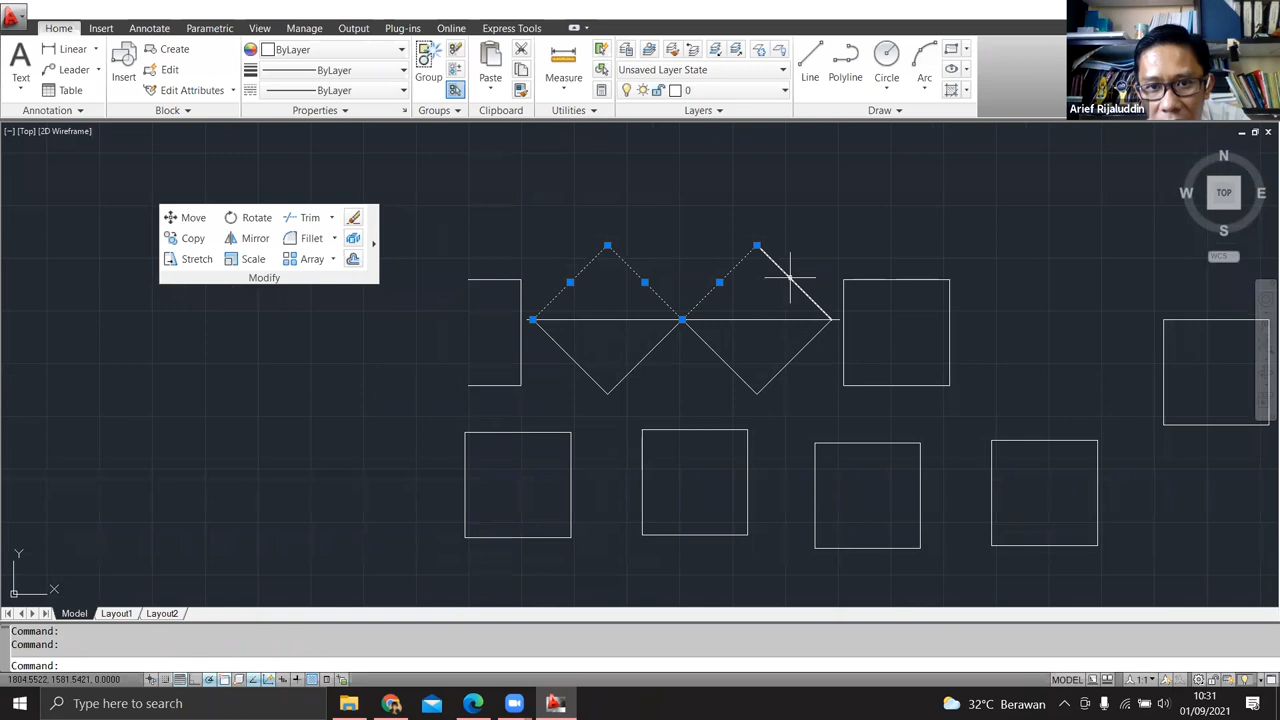 Home Insert Annotate Parametric View Manage Output Plug-ins Online Express Tools
Text Linear Leader Table
Insert Create Edit Edit Attributes
ByLayer
ByLayer
ByLayer
Group
Paste
Measure
Unsaved Layer State
0
Line Polyline Circle Arc
Annotation Block Properties Groups Clipboard Utilities Layers Draw
Arief Rijaluddin
[−] [Top] [2D Wireframe]
N
W TOP E
S
WCS
Move Rotate Trim
Copy Mirror Fillet
Stretch Scale Array
Modify
Y
X
Model Layout1 Layout2
Command:
Command:
Command:
1804.5522, 1581.5421, 0.0000
MODEL 1:1
Type here to search
32°C Berawan
10:31
01/09/2021